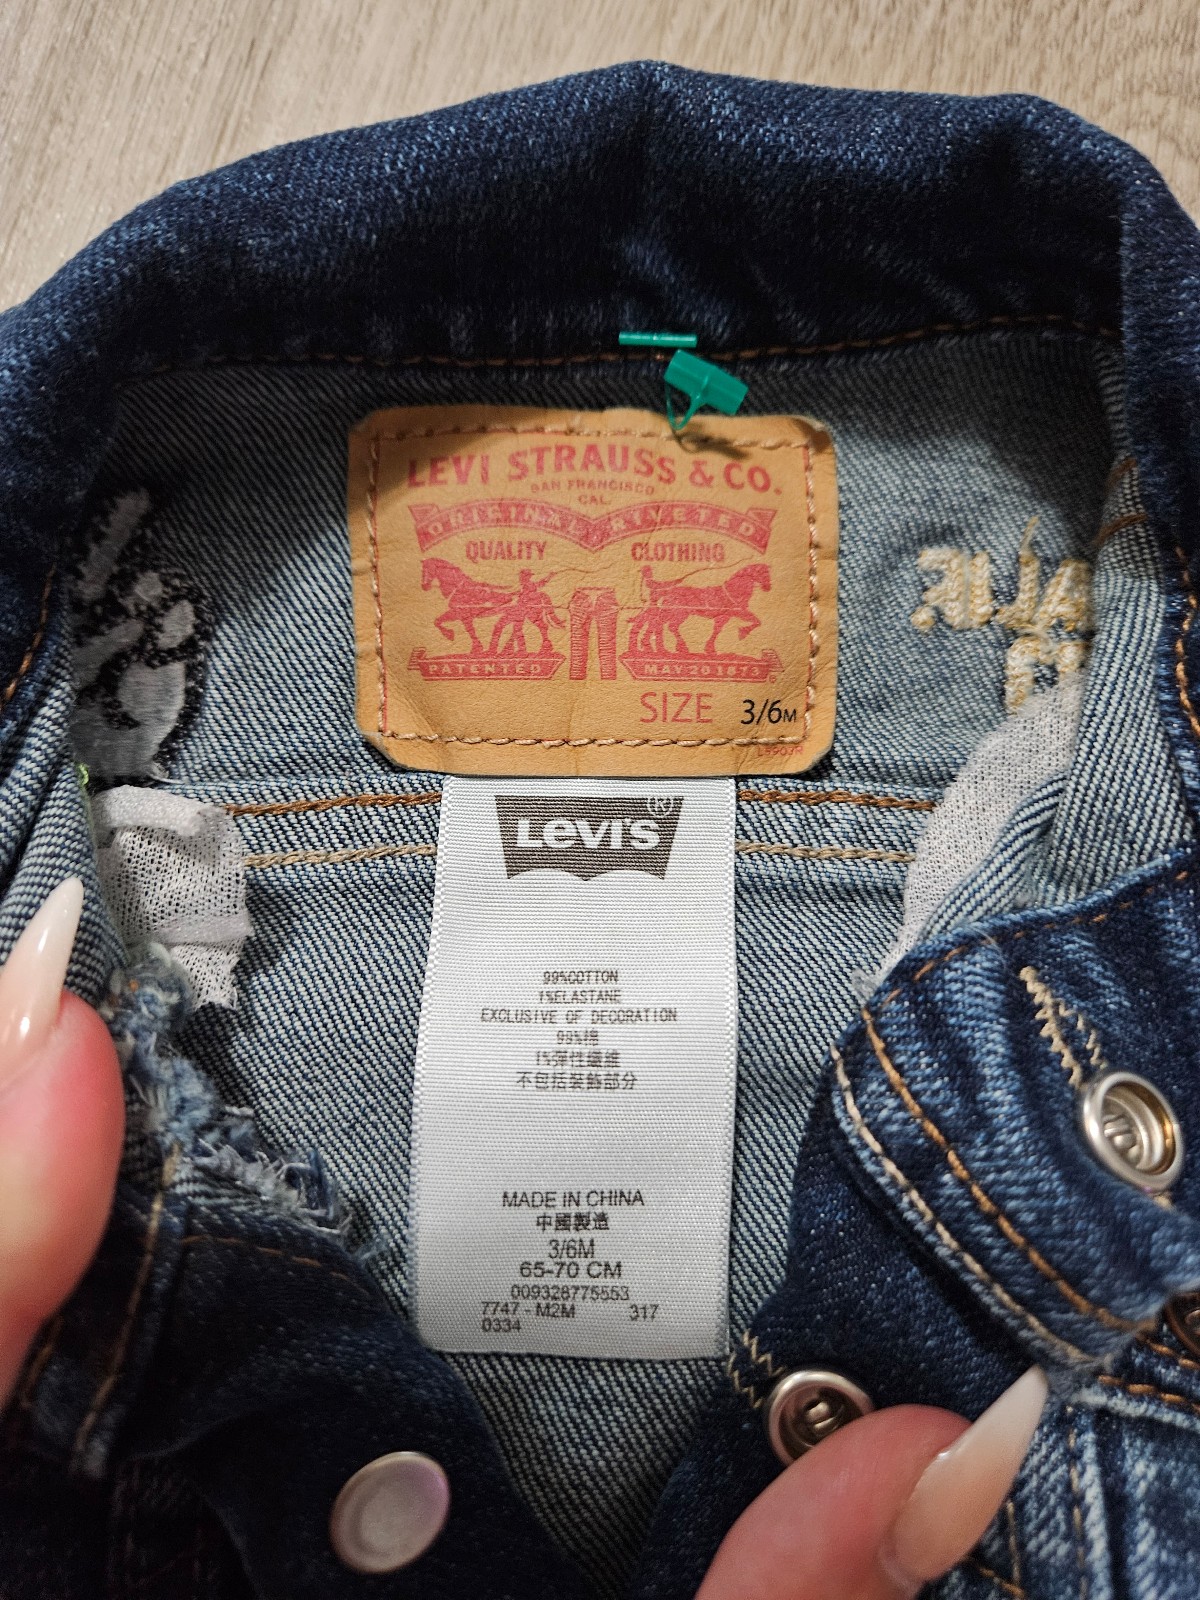 LEVI STRAUSS & CO.
SAN FRANCISCO
CAL.
ORIGINAL RIVETED
QUALITY CLOTHING
PATENTED MAY 20 1873
SIZE 3/6M
LEVI'S (R)
99%COTTON
1%ELASTANE
EXCLUSIVE OF DECORATION
99%棉
1%彈性纖維
不包括裝飾部分
MADE IN CHINA
中國製造
3/6M
65-70 CM
009328775553
7747 - M2M 317
0334